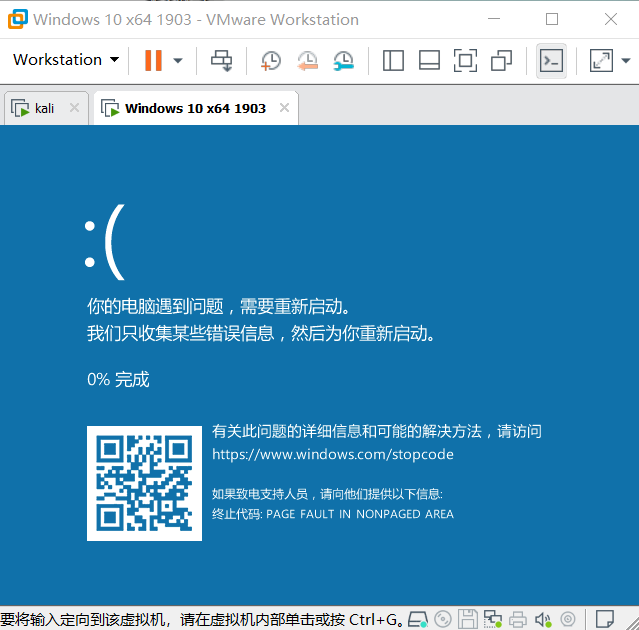 Windows 10 x64 1903 - VMware Workstation
Workstation
kali
Windows 10 x64 1903
:(
你的电脑遇到问题，需要重新启动。
我们只收集某些错误信息，然后为你重新启动。
0% 完成
有关此问题的详细信息和可能的解决方法，请访问
https://www.windows.com/stopcode
如果致电支持人员，请向他们提供以下信息:
终止代码: PAGE FAULT IN NONPAGED AREA
要将输入定向到该虚拟机，请在虚拟机内部单击或按 Ctrl+G。